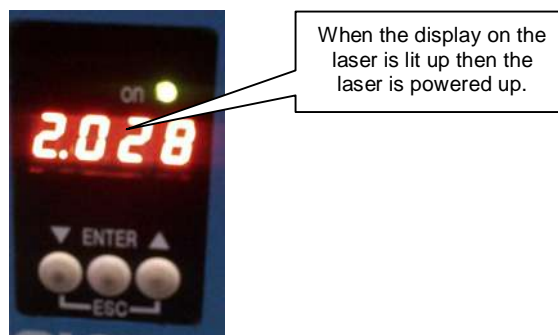 When the display on the
laser is lit up then the
laser is powered up.
on
2.028
▼ ENTER ▲
ESC